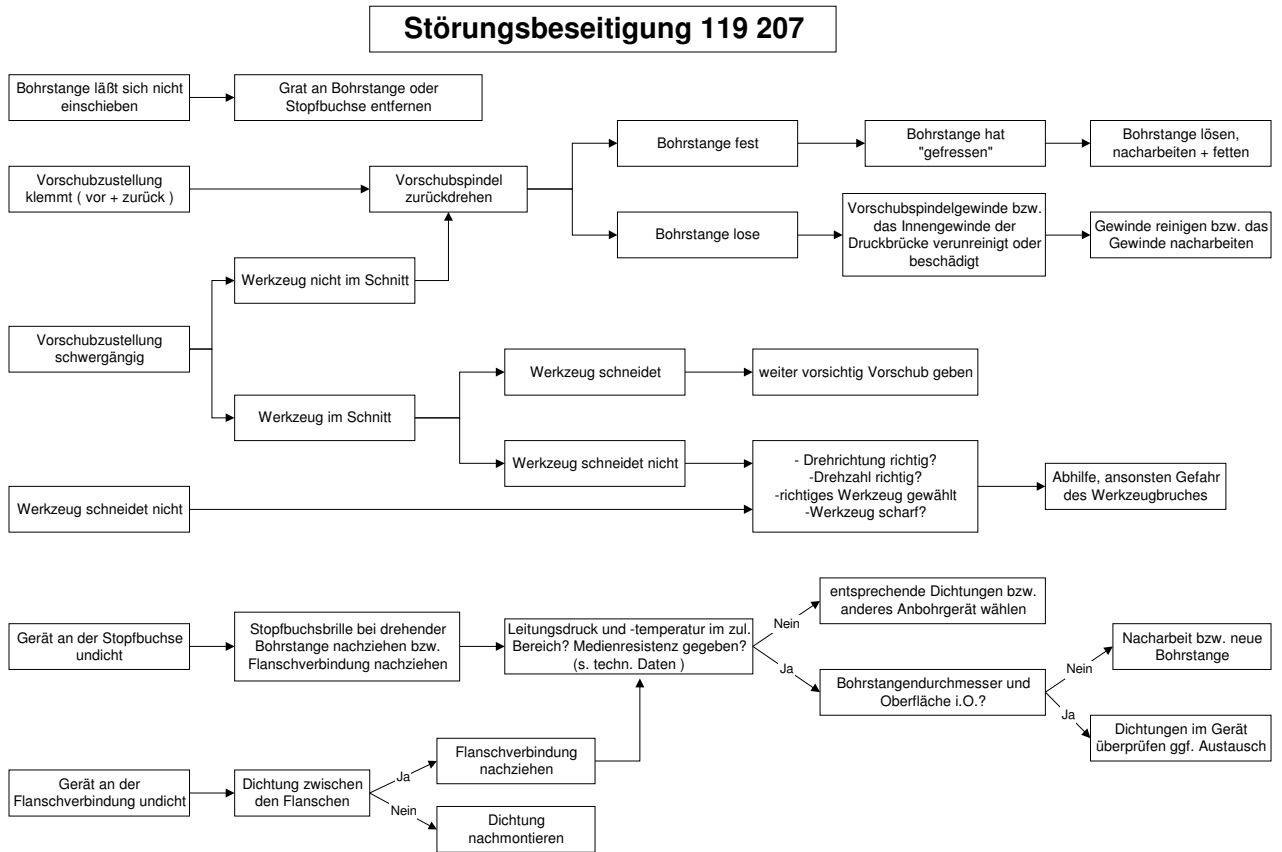 Störungsbeseitigung 119 207
Bohrstange läßt sich nicht
einschieben
Grat an Bohrstange oder
Stopfbuchse entfernen
Bohrstange fest
Bohrstange hat
"gefressen"
Bohrstange lösen,
nacharbeiten + fetten
Vorschubzustellung
klemmt ( vor + zurück )
Vorschubspindel
zurückdrehen
Bohrstange lose
Vorschubspindelgewinde bzw.
das Innengewinde der
Druckbrücke verunreinigt oder
beschädigt
Gewinde reinigen bzw. das
Gewinde nacharbeiten
Werkzeug nicht im Schnitt
Vorschubzustellung
schwergängig
Werkzeug schneidet
weiter vorsichtig Vorschub geben
Werkzeug im Schnitt
Werkzeug schneidet nicht
- Drehrichtung richtig?
-Drehzahl richtig?
-richtiges Werkzeug gewählt
-Werkzeug scharf?
Abhilfe, ansonsten Gefahr
des Werkzeugbruches
Werkzeug schneidet nicht
Gerät an der Stopfbuchse
undicht
Stopfbuchsbrille bei drehender
Bohrstange nachziehen bzw.
Flanschverbindung nachziehen
Leitungsdruck und -temperatur im zul.
Bereich? Medienresistenz gegeben?
(s. techn. Daten )
Nein
entsprechende Dichtungen bzw.
anderes Anbohrgerät wählen
Ja
Bohrstangendurchmesser und
Oberfläche i.O.?
Nein
Nacharbeit bzw. neue
Bohrstange
Ja
Dichtungen im Gerät
überprüfen ggf. Austausch
Gerät an der
Flanschverbindung undicht
Dichtung zwischen
den Flanschen
Ja
Flanschverbindung
nachziehen
Nein
Dichtung
nachmontieren